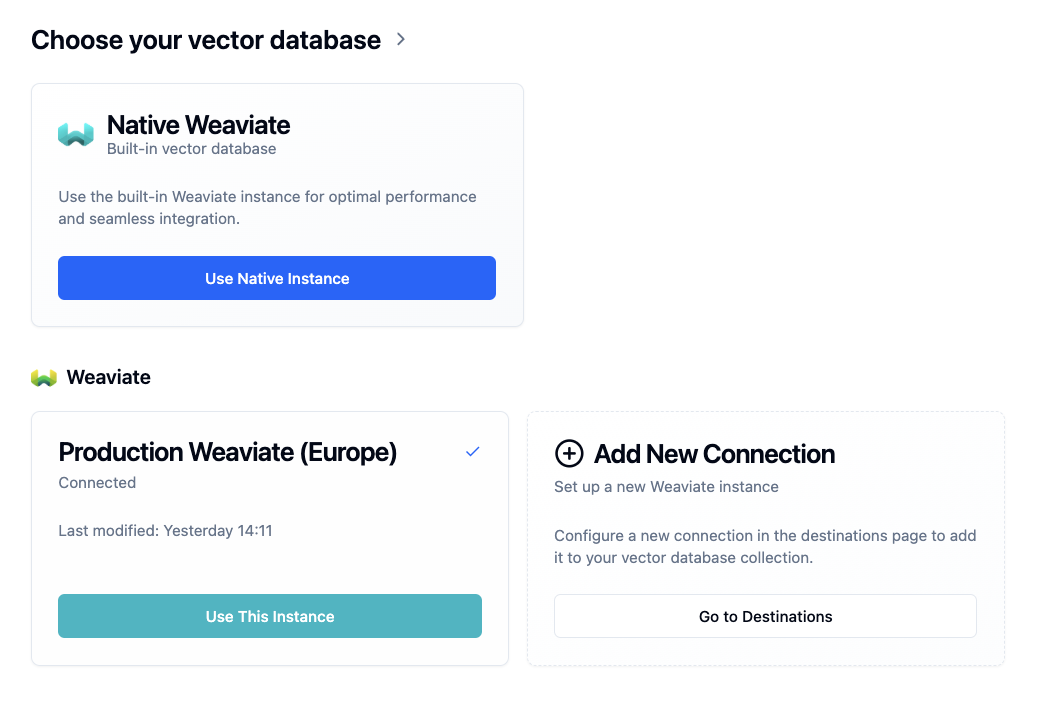 Choose your vector database
Native Weaviate
Built-in vector database
Use the built-in Weaviate instance for optimal performance
and seamless integration.
Use Native Instance
Weaviate
Production Weaviate (Europe)
Connected
Last modified: Yesterday 14:11
Use This Instance
Add New Connection
Set up a new Weaviate instance
Configure a new connection in the destinations page to add
it to your vector database collection.
Go to Destinations